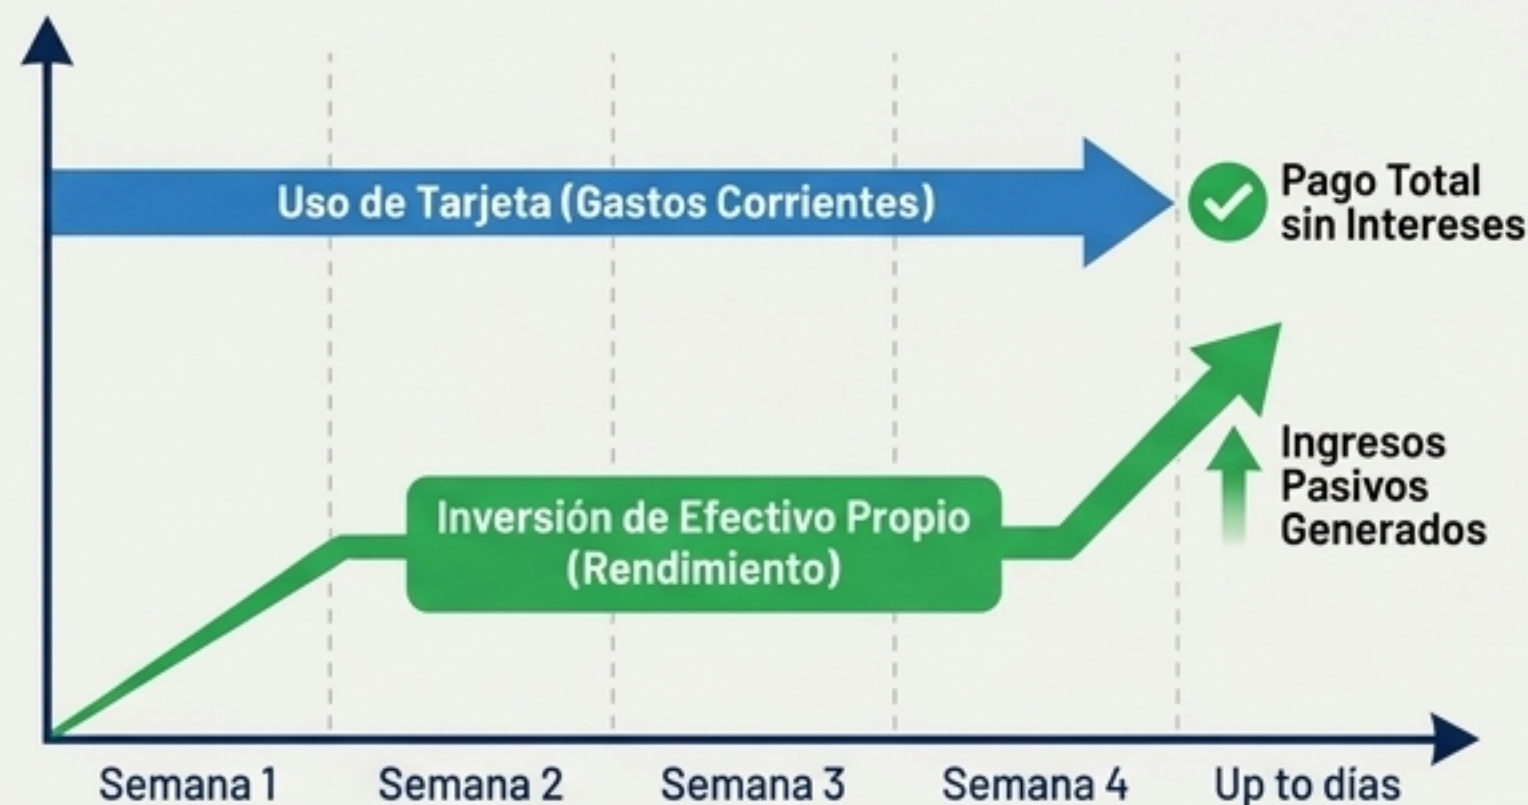 Uso de Tarjeta (Gastos Corrientes)
Pago Total
sin Intereses
Inversión de Efectivo Propio
(Rendimiento)
Ingresos
Pasivos
Generados
Semana 1
Semana 2
Semana 3
Semana 4
Up to días